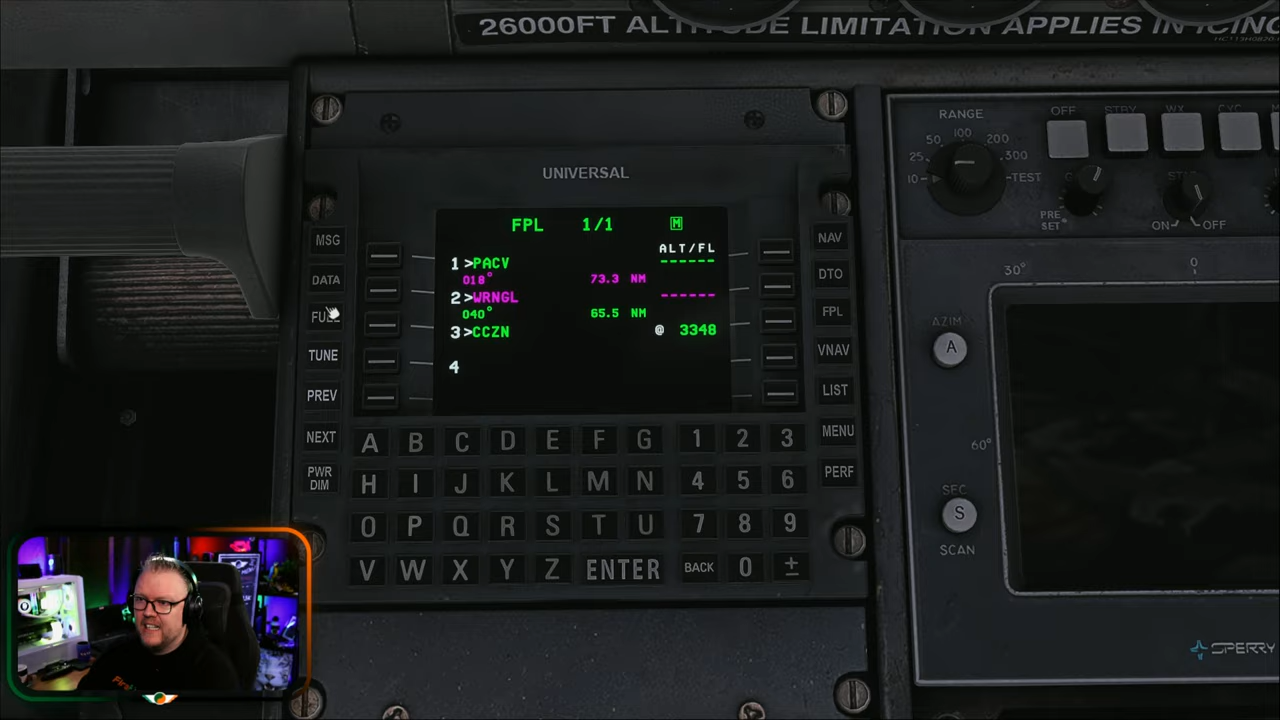 26000FT ALTITUDE LIMITATION APPLIES IN ICING
UNIVERSAL
FPL 1/1 M
ALT/FL
1 >PACV ------
018° 73.3 NM
2 >WRNGL ------
040° 65.5 NM
3 >CCZN @ 3348
4
MSG
DATA
FUEL
TUNE
PREV
NEXT
PWR
DIM
NAV
DTO
FPL
VNAV
LIST
MENU
PERF
A B C D E F G 1 2 3
H I J K L M N 4 5 6
O P Q R S T U 7 8 9
V W X Y Z ENTER BACK 0 ±
RANGE
10 25 50 100 200 300 TEST
OFF STBY WX CYC
PRE
SET
ON OFF
30° 0
AZIM
A
60°
SEC
S
SCAN
SPERRY